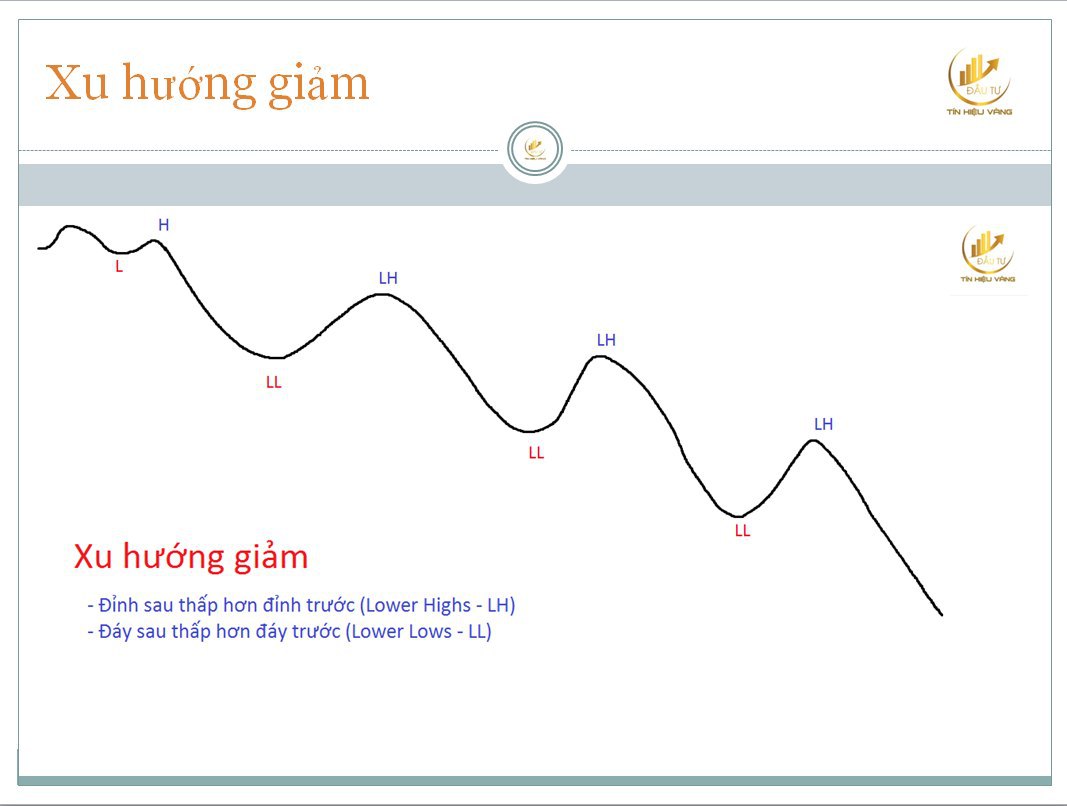 Xu hướng giảm
ĐẦU TƯ
TÍN HIỆU VÀNG
H
L
LH
ĐẦU TƯ
TÍN HIỆU VÀNG
LH
LL
LH
LL
LL
Xu hướng giảm
- Đỉnh sau thấp hơn đỉnh trước (Lower Highs - LH)
- Đáy sau thấp hơn đáy trước (Lower Lows - LL)